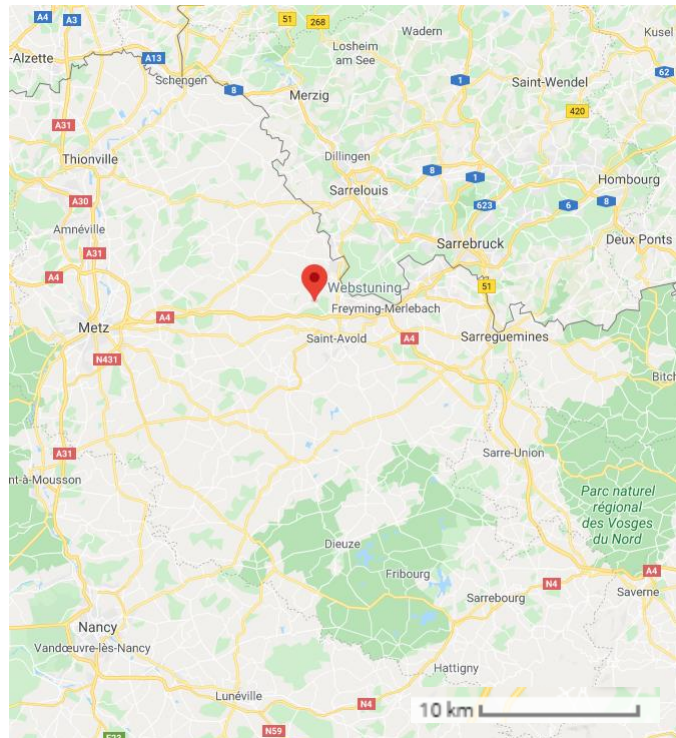 A4
A3
51
268
Wadern
Kusel
-Alzette
A13
Losheim
am See
Schengen
8
Merzig
1
Saint-Wendel
62
420
A31
Thionville
Dillingen
8
1
Hombourg
A30
Sarrelouis
623
6
8
Amnéville
A31
Sarrebruck
Deux Ponts
A4
Webstuning
51
A4
Freyming-Merlebach
Metz
Saint-Avold
A4
Sarreguemines
N431
Bitch
A31
Sarre-Union
nt-à-Mousson
Parc naturel
régional
des Vosges
du Nord
Dieuze
Fribourg
N4
A4
Sarrebourg
Saverne
Nancy
Vandœuvre-lès-Nancy
Hattigny
Lunéville
N4
10 km
N59
E23